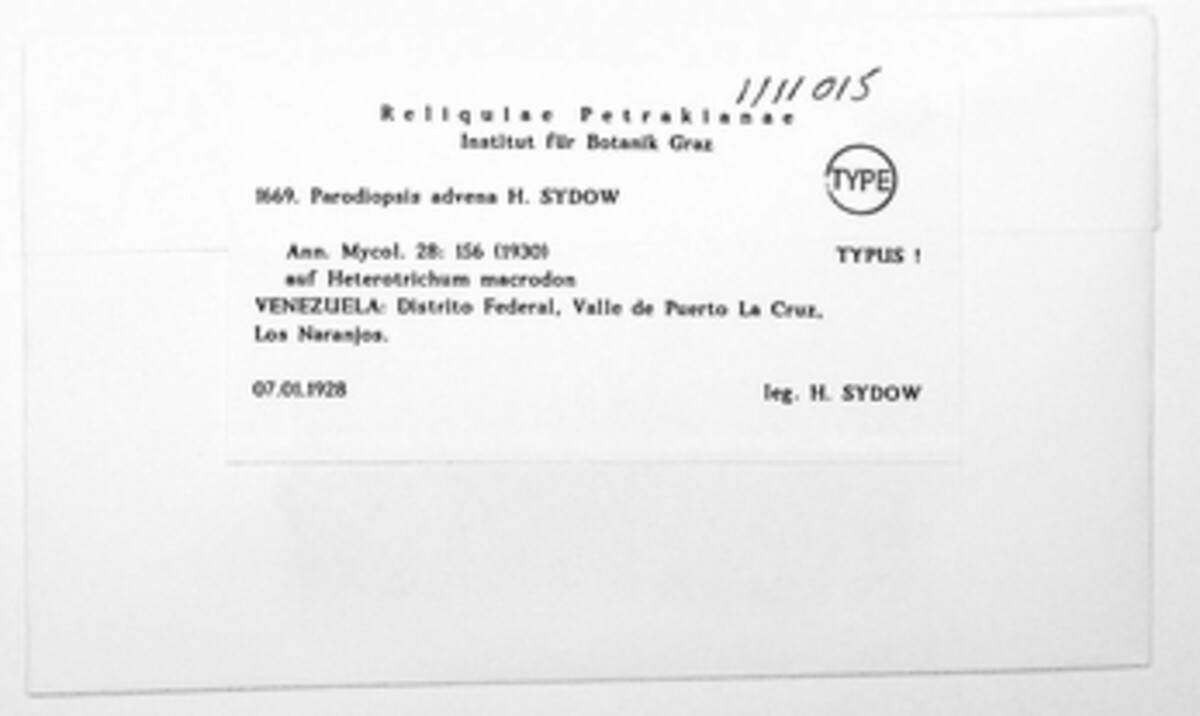 1111015
Reliquiae Petrakianae
Institut für Botanik Graz
TYPE
1669. Parodiopsis advena H. SYDOW
Ann. Mycol. 28: 156 (1930)
TYPUS !
auf Heterotrichum macrodon
VENEZUELA: Distrito Federal, Valle de Puerto La Cruz,
Los Naranjos.
07.01.1928
leg. H. SYDOW